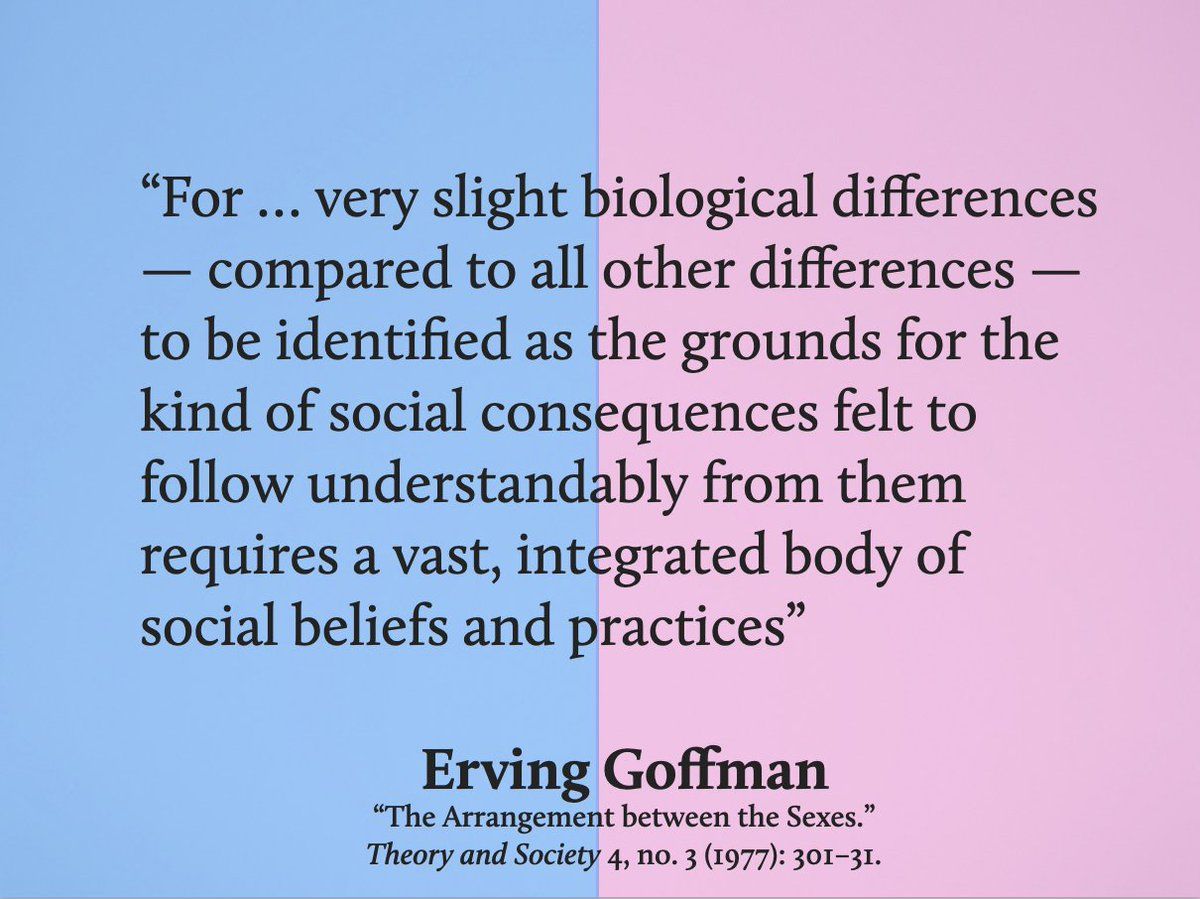 “For … very slight biological differences
— compared to all other differences —
to be identified as the grounds for the
kind of social consequences felt to
follow understandably from them
requires a vast, integrated body of
social beliefs and practices”
Erving Goffman
“The Arrangement between the Sexes.”
Theory and Society 4, no. 3 (1977): 301–31.